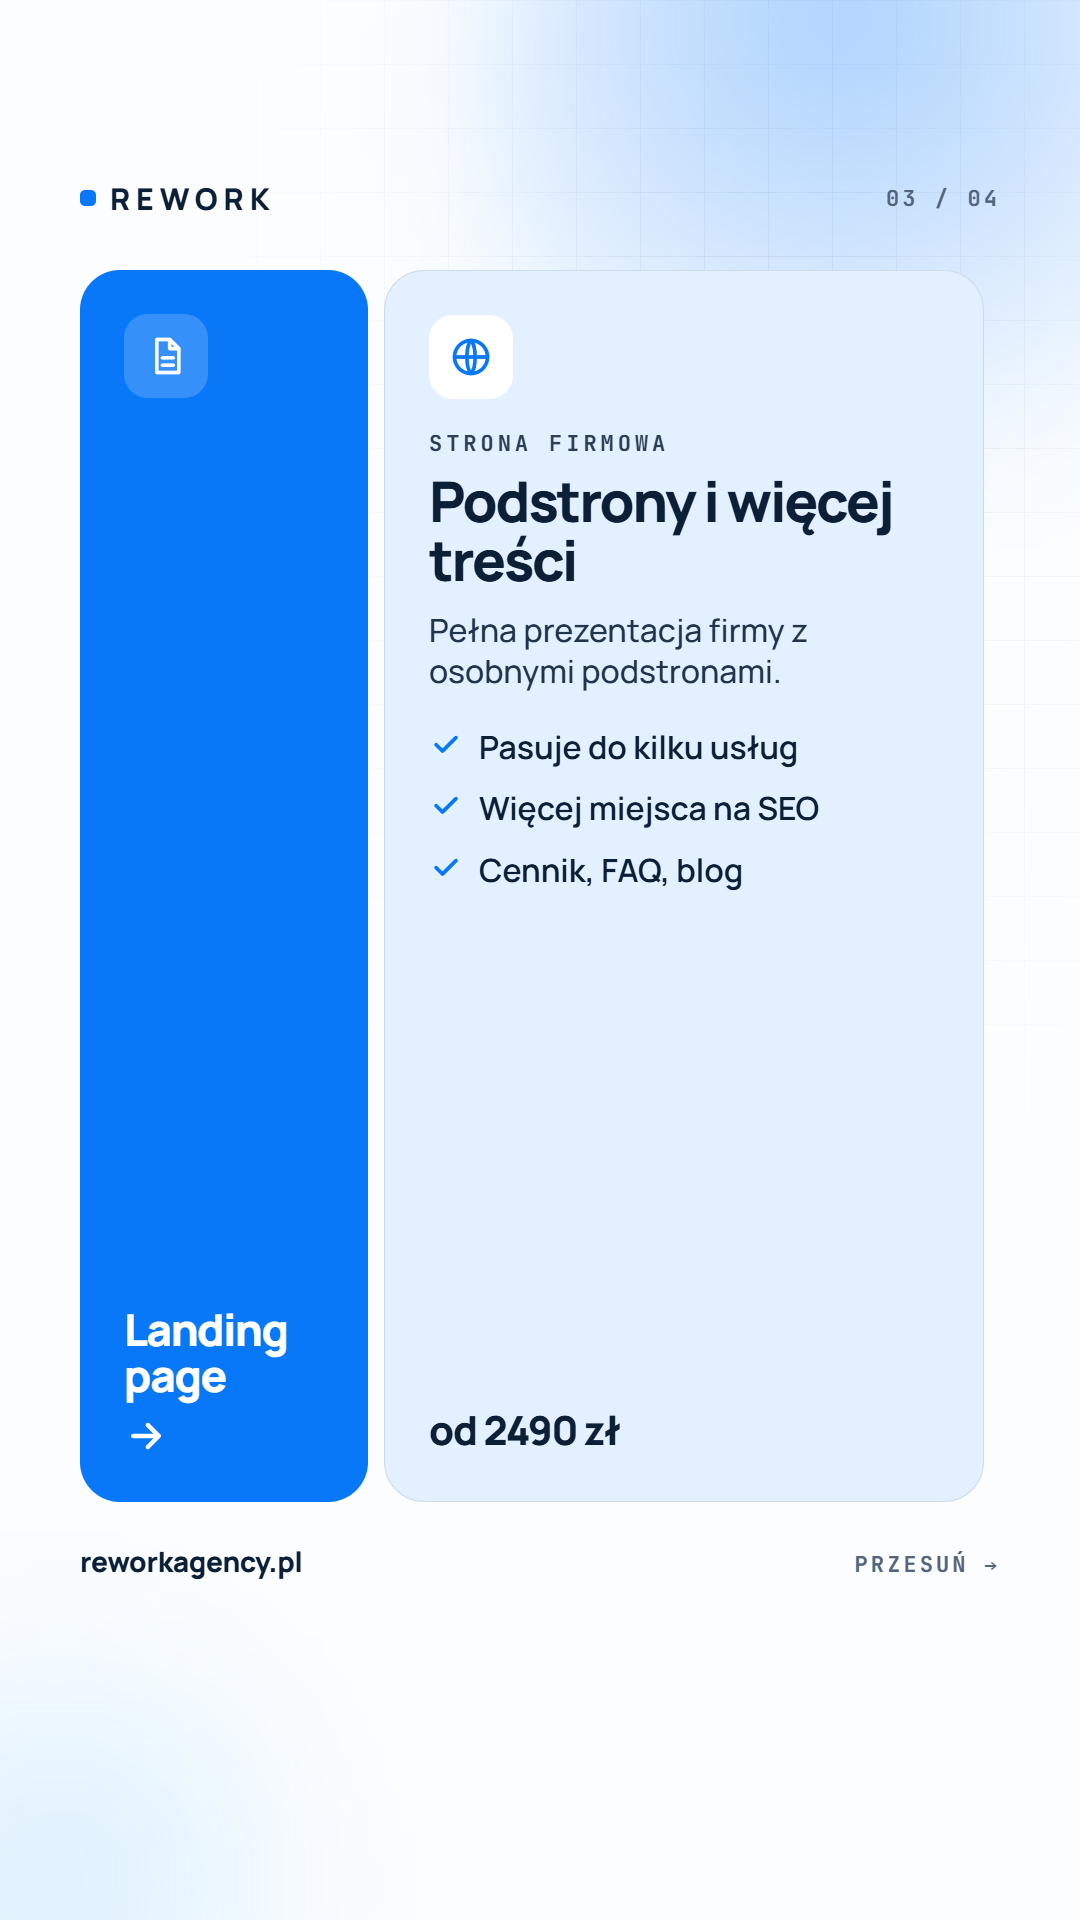 REWORK
03 / 04
STRONA FIRMOWA
Podstrony i więcej
treści
Pełna prezentacja firmy z
osobnymi podstronami.
Pasuje do kilku usług
Więcej miejsca na SEO
Cennik, FAQ, blog
Landing
page
→
od 2490 zł
reworkagency.pl
PRZESUŃ →